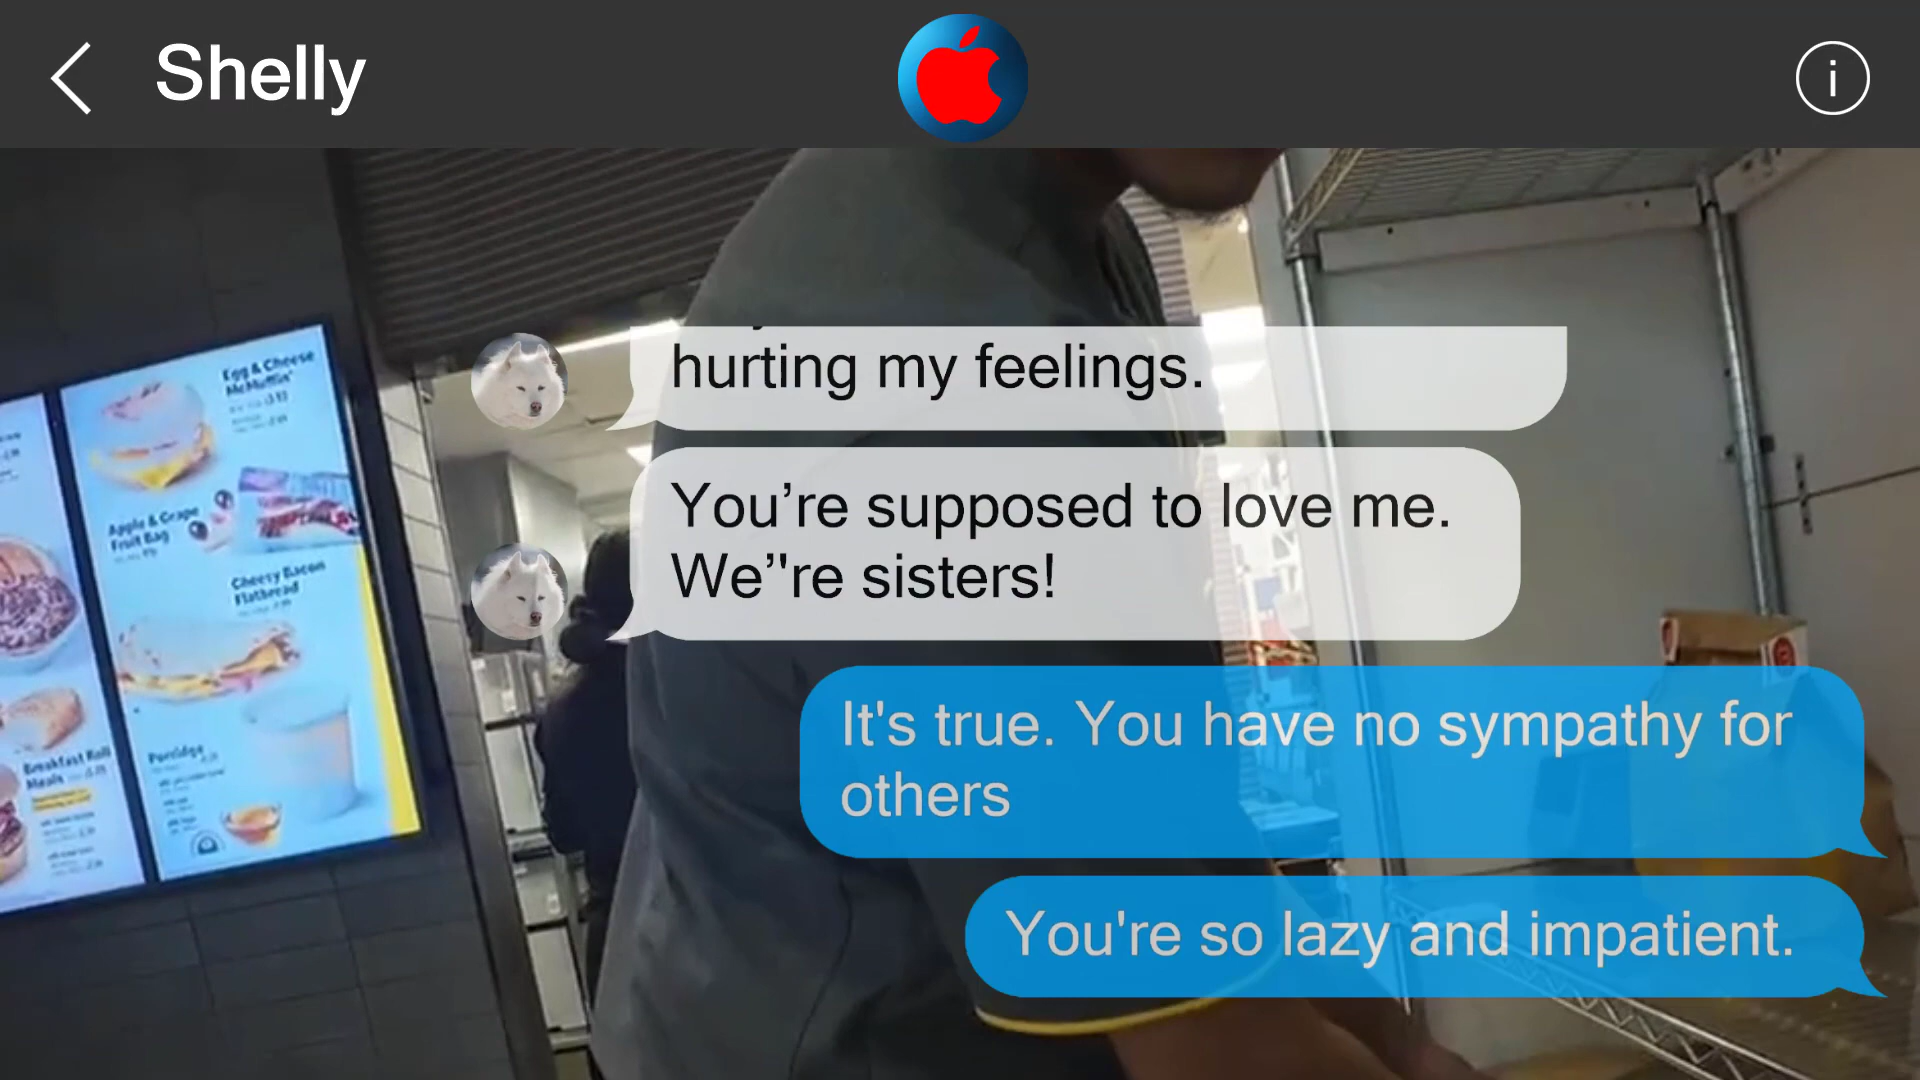 Shelly
i
hurting my feelings.
You’re supposed to love me.
We’'re sisters!
It's true. You have no sympathy for
others
You're so lazy and impatient.
Egg & Cheese
McMuffin
Apple & Grape
Fruit Bag
Cheesy Bacon
Flatbread
Porridge
Breakfast Roll
Meals